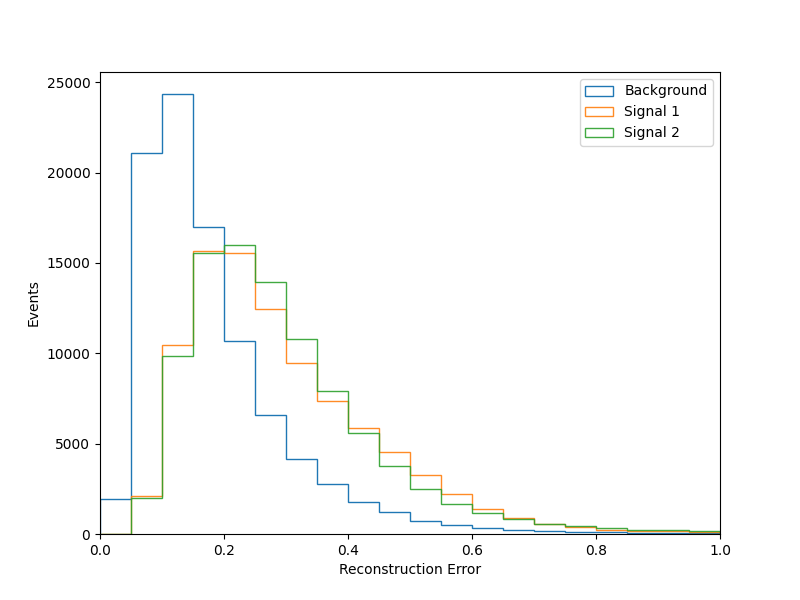 25000
20000
15000
10000
5000
0
Events
0.0 0.2 0.4 0.6 0.8 1.0
Reconstruction Error
Background
Signal 1
Signal 2